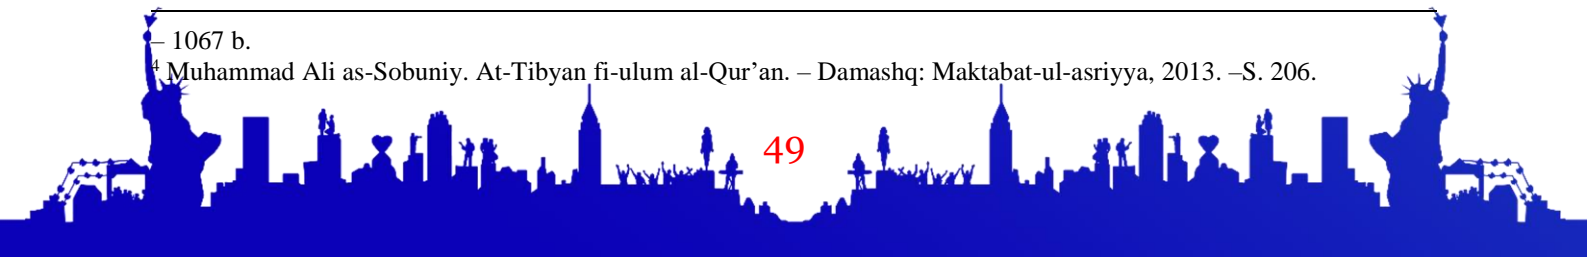 – 1067 b.
⁴ Muhammad Ali as-Sobuniy. At-Tibyan fi-ulum al-Qur’an. – Damashq: Maktabat-ul-asriyya, 2013. –S. 206.
49